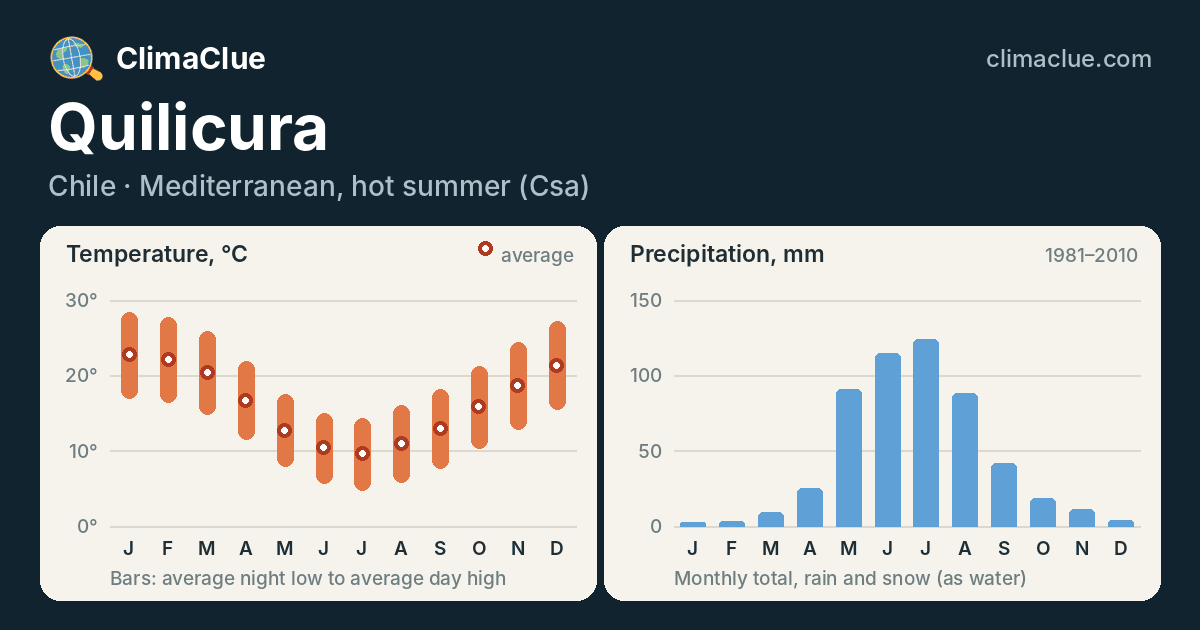 ClimaClue
climaclue.com
Quilicura
Chile · Mediterranean, hot summer (Csa)
Temperature, °C
average
30°
20°
10°
0°
J F M A M J J A S O N D
Bars: average night low to average day high
Precipitation, mm
1981–2010
150
100
50
0
J F M A M J J A S O N D
Monthly total, rain and snow (as water)